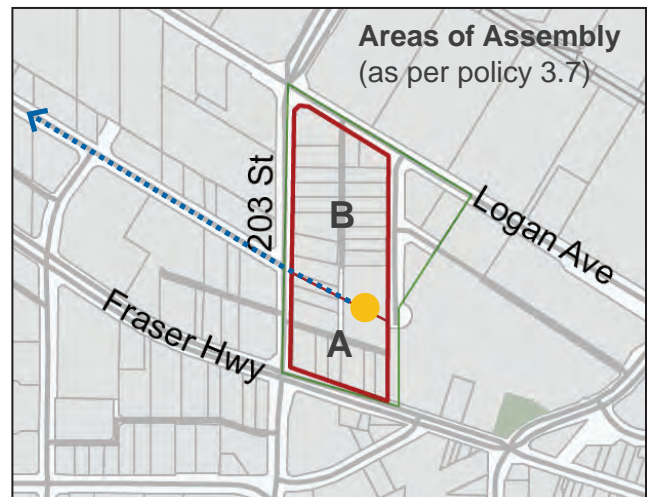 Areas of Assembly
(as per policy 3.7)
203 St
B
Logan Ave
A
Fraser Hwy